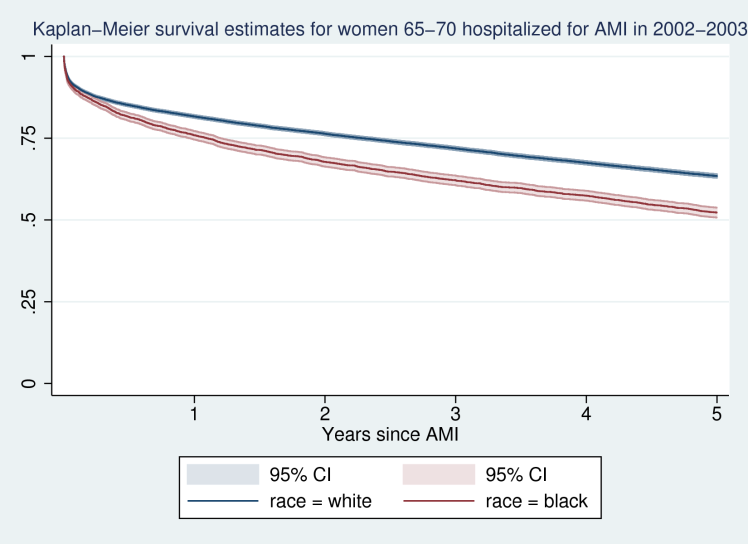 Kaplan−Meier survival estimates for women 65−70 hospitalized for AMI in 2002−2003
1
.75
.5
.25
0
1 2 3 4 5
Years since AMI
95% CI 95% CI
race = white race = black